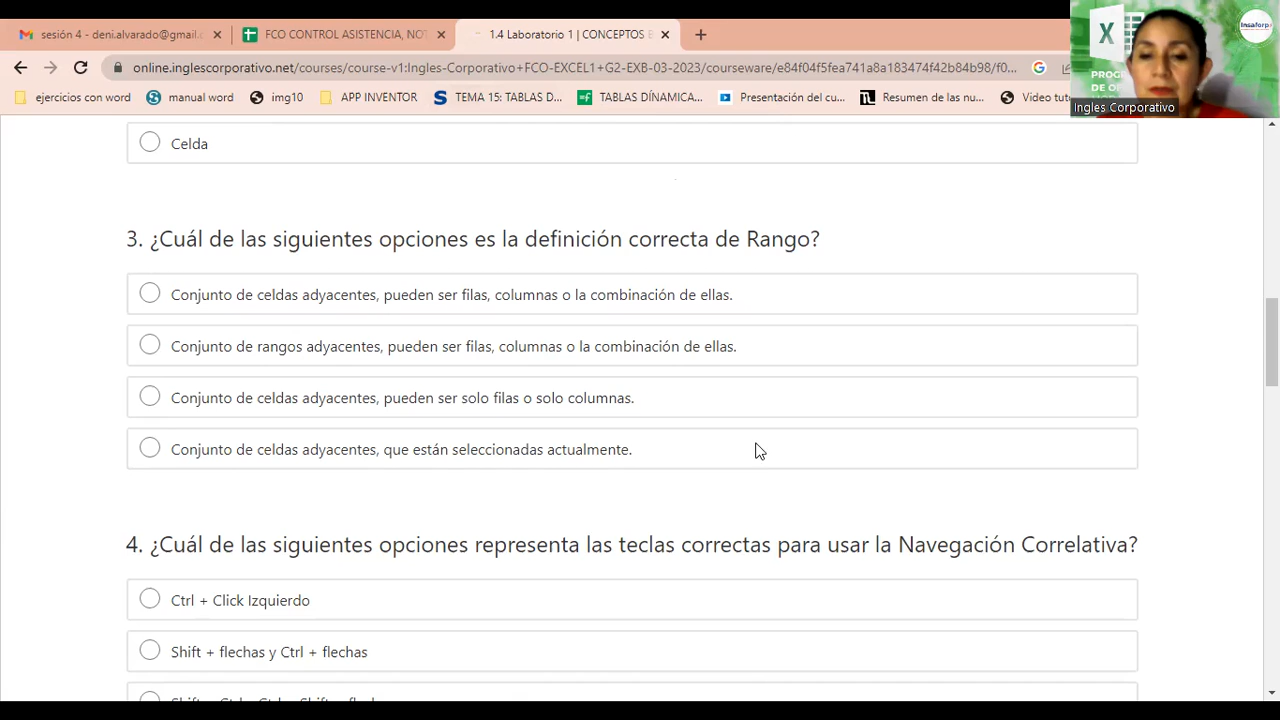 sesión 4 - deni.alvarado@gmail.
FCO CONTROL ASISTENCIA, NOT
1.4 Laboratorio 1 | CONCEPTOS E
online.inglescorporativo.net/courses/course-v1:Ingles-Corporativo+FCO-EXCEL1+G2-EXB-03-2023/courseware/e84f04f5fea741a8a183474f42b84b98/f0...
ejercicios con word
manual word
img10
APP INVENT
TEMA 15: TABLAS D...
TABLAS DÍNAMICA...
Presentación del cu...
Resumen de las nu...
Video tut
X
Insaforp
PROG
DE O
Ingles Corporativo
Celda
3. ¿Cuál de las siguientes opciones es la definición correcta de Rango?
Conjunto de celdas adyacentes, pueden ser filas, columnas o la combinación de ellas.
Conjunto de rangos adyacentes, pueden ser filas, columnas o la combinación de ellas.
Conjunto de celdas adyacentes, pueden ser solo filas o solo columnas.
Conjunto de celdas adyacentes, que están seleccionadas actualmente.
4. ¿Cuál de las siguientes opciones representa las teclas correctas para usar la Navegación Correlativa?
Ctrl + Click Izquierdo
Shift + flechas y Ctrl + flechas